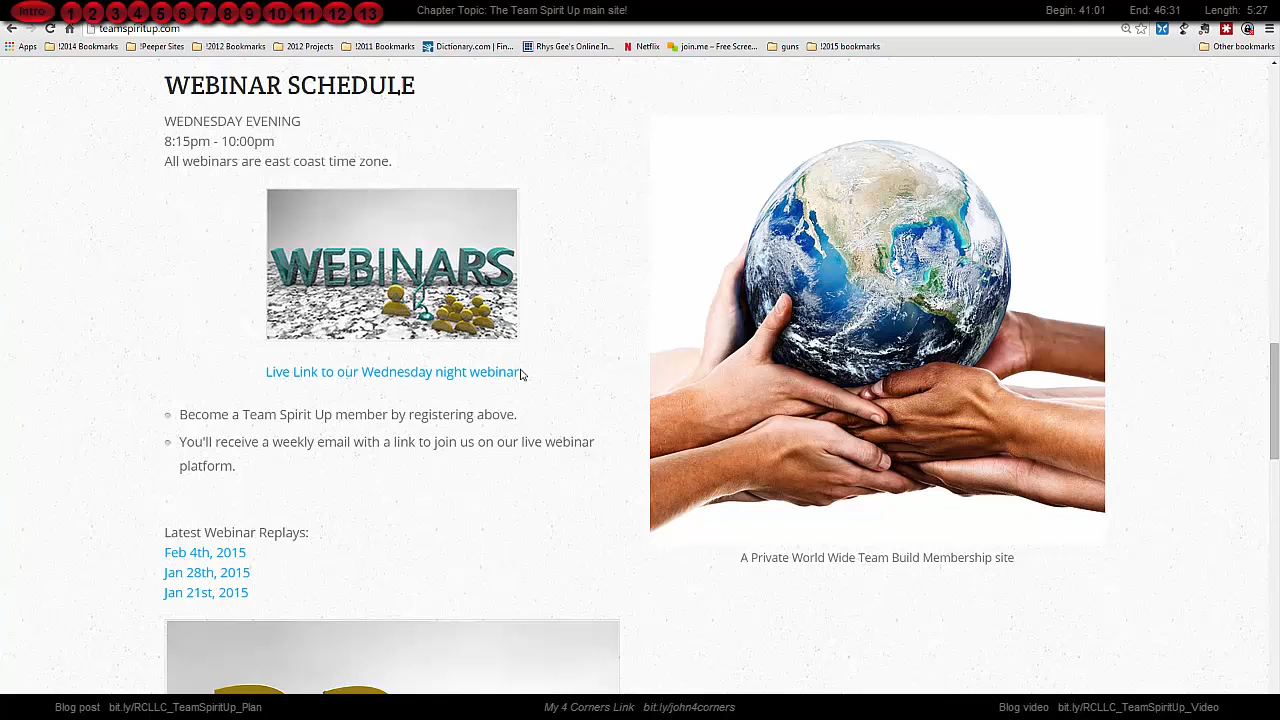 Intro 1 2 3 4 5 6 7 8 9 10 11 12 13 Chapter Topic: The Team Spirit Up main site! Begin: 41:01 End: 46:31 Length: 5:27
teamspiritup.com
Apps !2014 Bookmarks !Peeper Sites !2012 Bookmarks 2012 Projects !2011 Bookmarks Dictionary.com | Fin... Rhys Gee's Online In... Netflix join.me – Free Scree... guns !2015 bookmarks Other bookmarks
WEBINAR SCHEDULE
WEDNESDAY EVENING
8:15pm - 10:00pm
All webinars are east coast time zone.
WEBINARS
Live Link to our Wednesday night webinar
Become a Team Spirit Up member by registering above.
You'll receive a weekly email with a link to join us on our live webinar
platform.
Latest Webinar Replays:
Feb 4th, 2015
Jan 28th, 2015
Jan 21st, 2015
A Private World Wide Team Build Membership site
Blog post bit.ly/RCLLC_TeamSpiritUp_Plan My 4 Corners Link bit.ly/john4corners Blog video bit.ly/RCLLC_TeamSpiritUp_Video